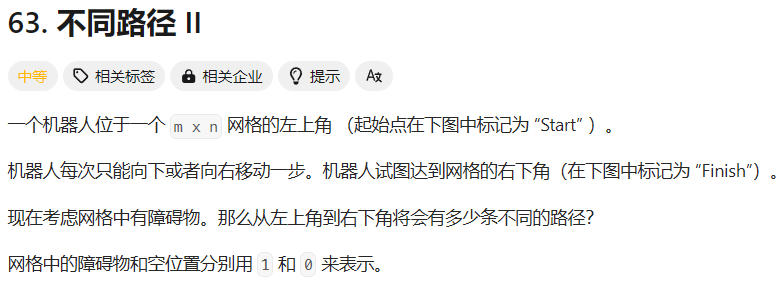 63. 不同路径 II
中等 相关标签 相关企业 提示 A文
一个机器人位于一个 m x n 网格的左上角 （起始点在下图中标记为 “Start” ）。
机器人每次只能向下或者向右移动一步。机器人试图达到网格的右下角（在下图中标记为 “Finish”）。
现在考虑网格中有障碍物。那么从左上角到右下角将会有多少条不同的路径？
网格中的障碍物和空位置分别用 1 和 0 来表示。